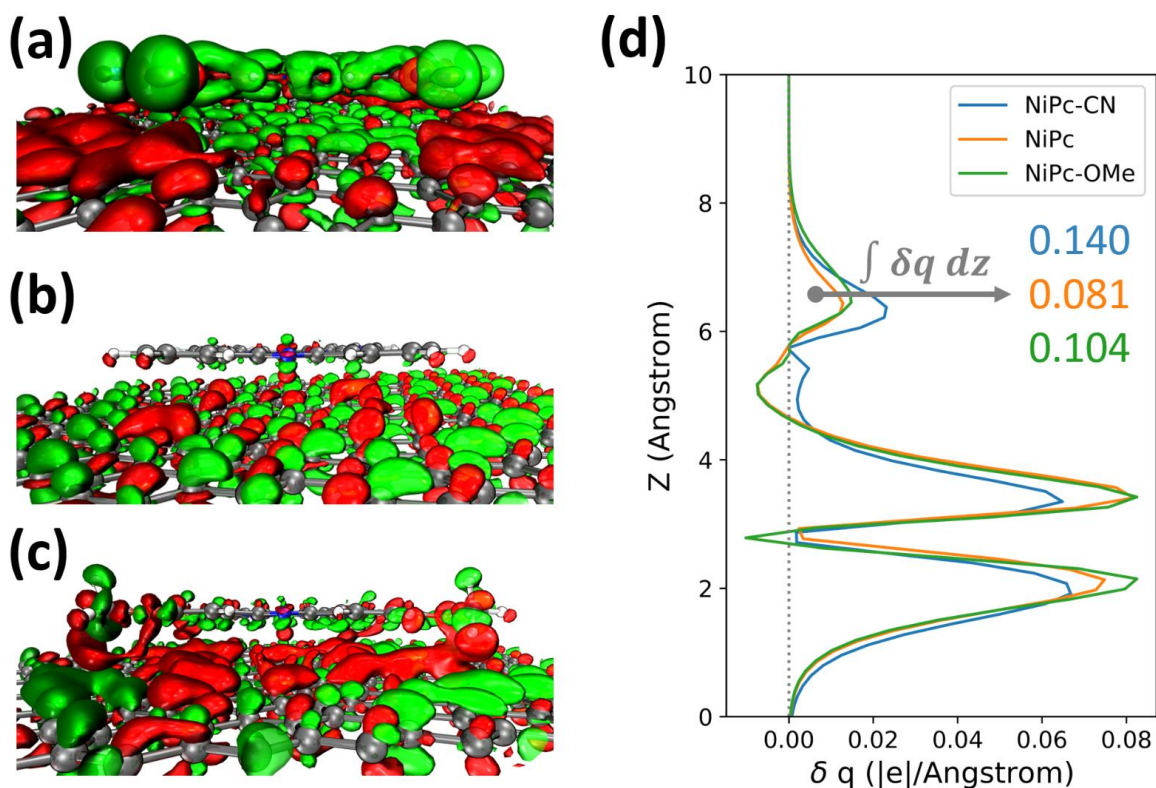 (a)
(b)
(c)
(d)
10
8
6
4
2
0
Z (Angstrom)
NiPc-CN
NiPc
NiPc-OMe
∫ δq dz
0.140
0.081
0.104
0.00 0.02 0.04 0.06 0.08
δ q (|e|/Angstrom)